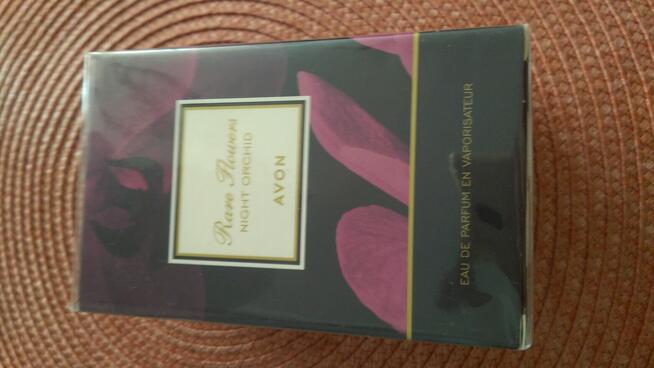 Rare Flowers
NIGHT ORCHID
AVON
EAU DE PARFUM EN VAPORISATEUR